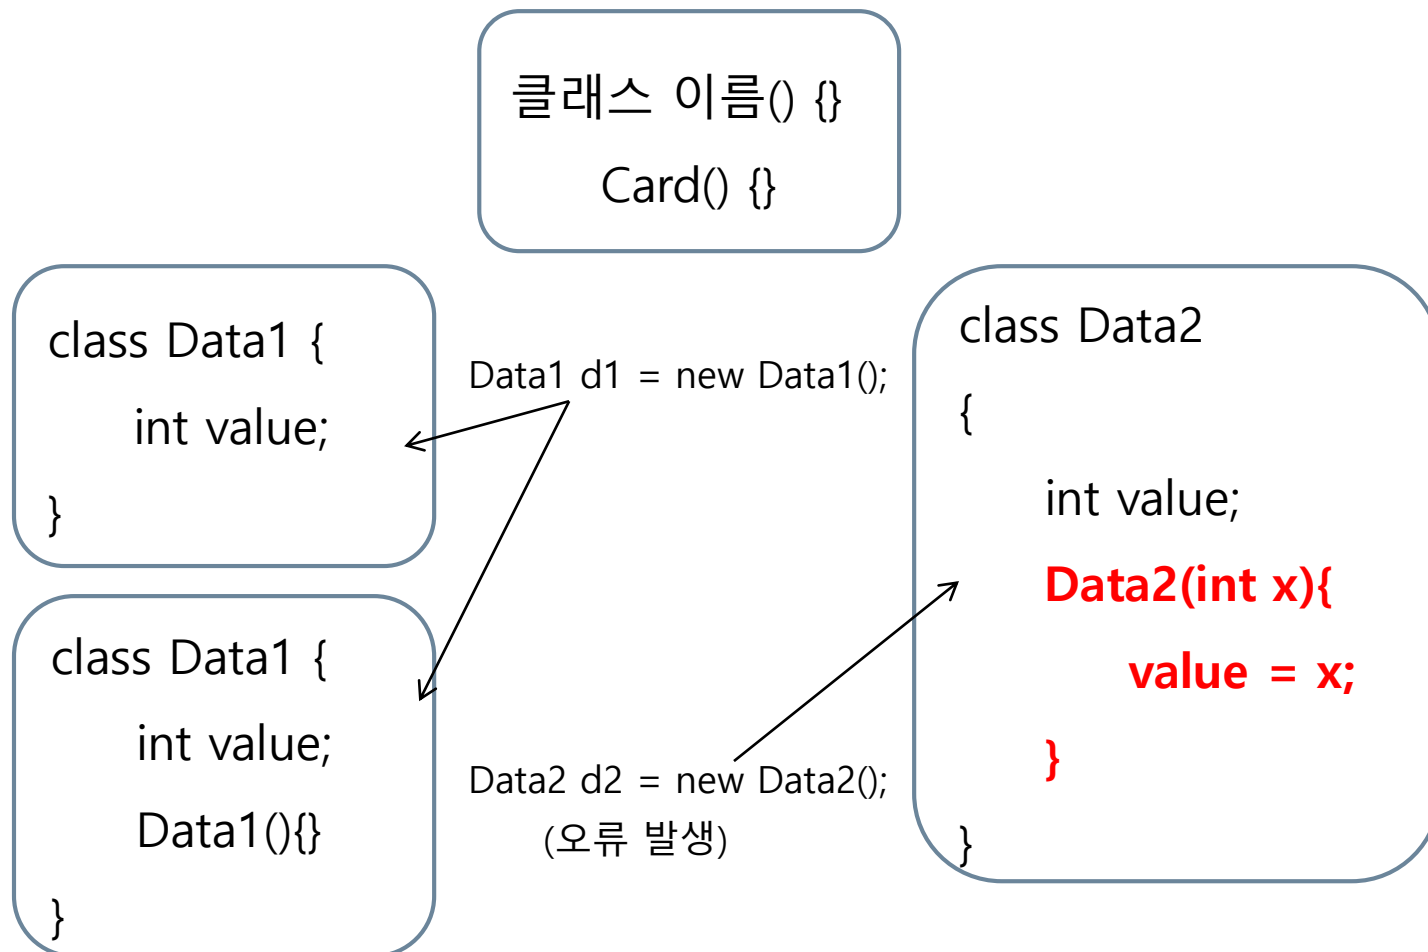 클래스 이름() {}
Card() {}
class Data1 {
int value;
}
class Data1 {
int value;
Data1(){}
}
Data1 d1 = new Data1();
Data2 d2 = new Data2();
(오류 발생)
class Data2
{
int value;
Data2(int x){
value = x;
}
}